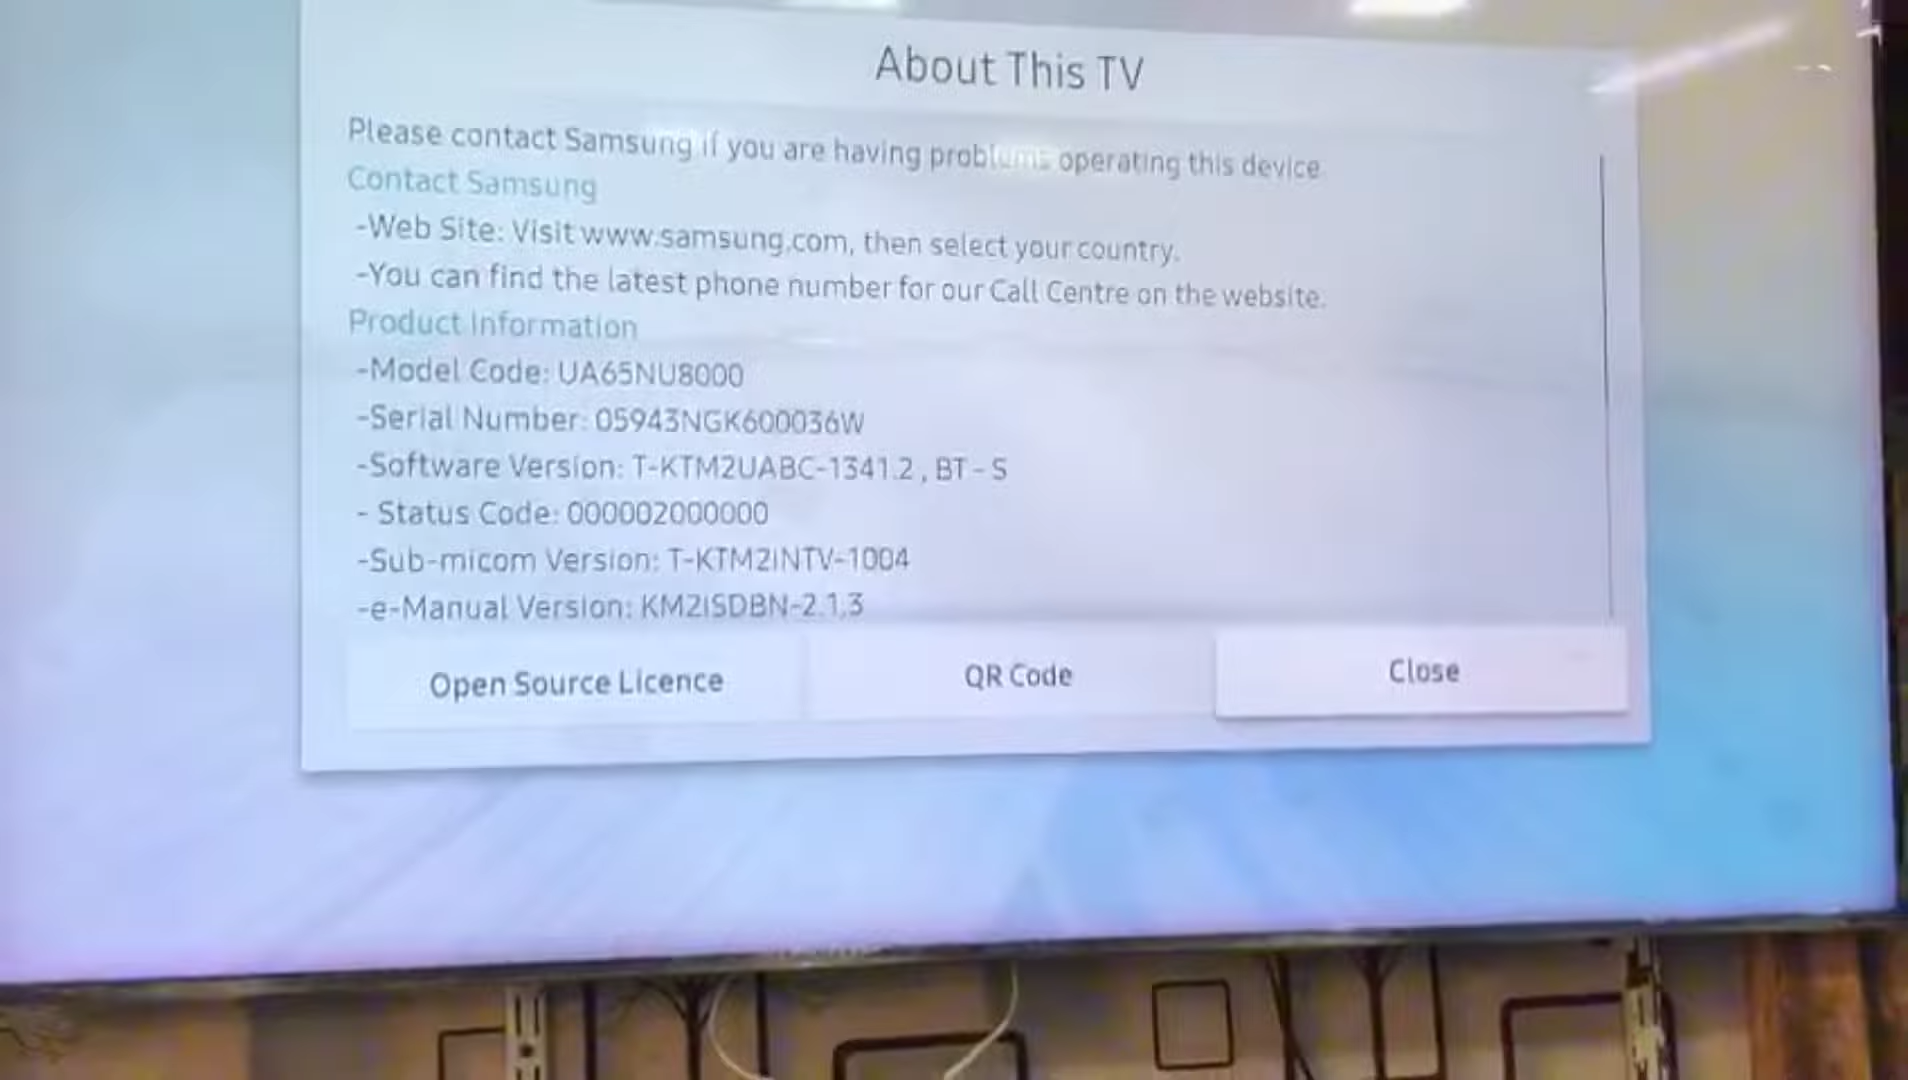 About This TV
Please contact Samsung if you are having problems operating this device.
Contact Samsung
-Web Site: Visit www.samsung.com, then select your country.
-You can find the latest phone number for our Call Centre on the website.
Product Information
-Model Code: UA65NU8000
-Serial Number: 05943NGK600036W
-Software Version: T-KTM2UABC-1341.2 , BT - S
- Status Code: 000002000000
-Sub-micom Version: T-KTM2INTV-1004
-e-Manual Version: KM2ISDBN-2.1.3
Open Source Licence
QR Code
Close